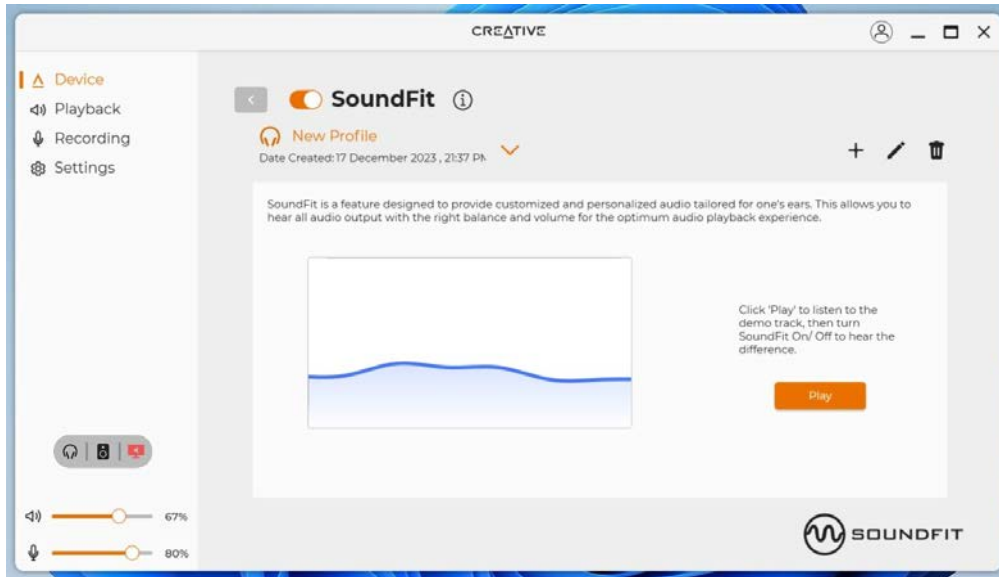 CREATIVE
Device
Playback
Recording
Settings
SoundFit
New Profile
Date Created: 17 December 2023 , 21:37 PM
SoundFit is a feature designed to provide customized and personalized audio tailored for one's ears. This allows you to
hear all audio output with the right balance and volume for the optimum audio playback experience.
Click 'Play' to listen to the
demo track, then turn
SoundFit On/ Off to hear the
difference.
Play
67%
80%
SOUNDFIT